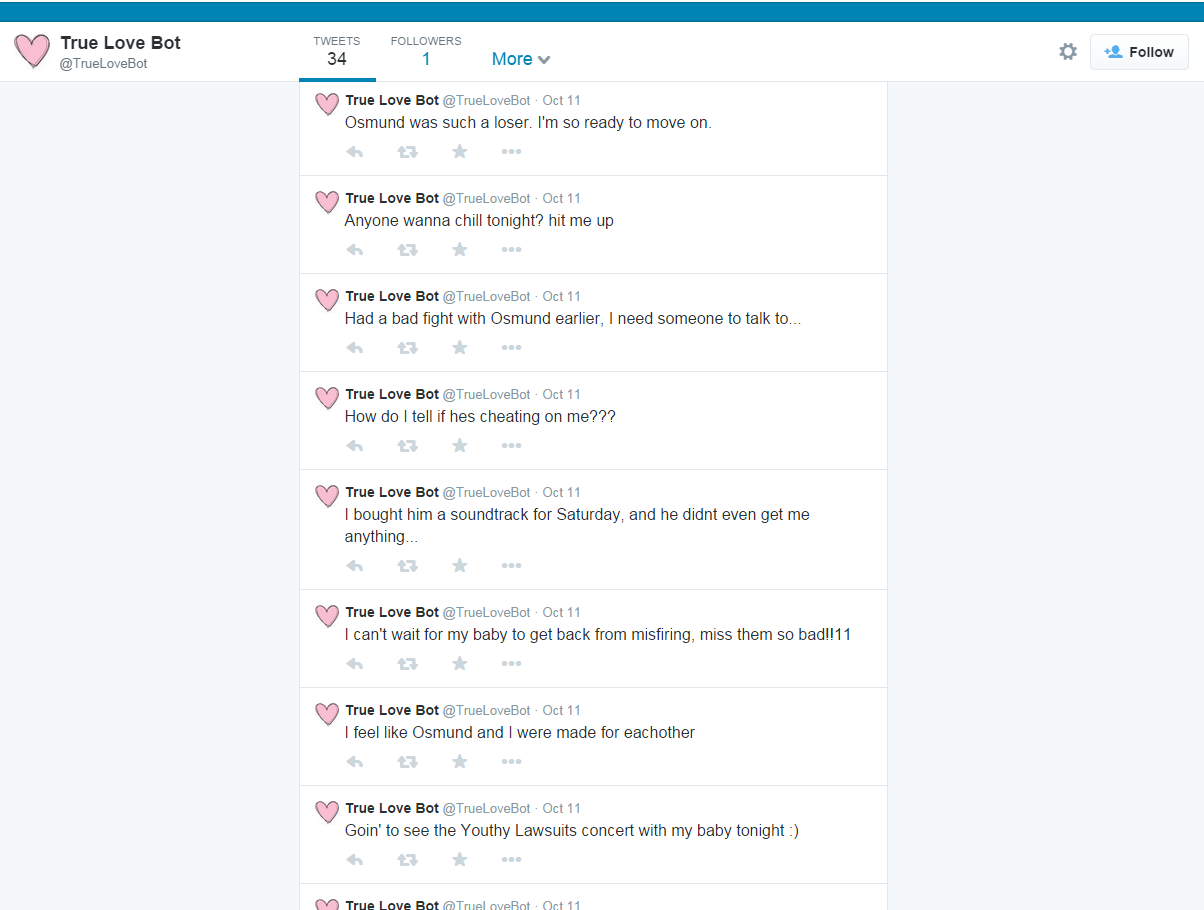 True Love Bot
@TrueLoveBot
TWEETS
34
FOLLOWERS
1
More
Follow
True Love Bot @TrueLoveBot · Oct 11
Osmund was such a loser. I'm so ready to move on.
True Love Bot @TrueLoveBot · Oct 11
Anyone wanna chill tonight? hit me up
True Love Bot @TrueLoveBot · Oct 11
Had a bad fight with Osmund earlier, I need someone to talk to...
True Love Bot @TrueLoveBot · Oct 11
How do I tell if hes cheating on me???
True Love Bot @TrueLoveBot · Oct 11
I bought him a soundtrack for Saturday, and he didnt even get me
anything...
True Love Bot @TrueLoveBot · Oct 11
I can't wait for my baby to get back from misfiring, miss them so bad!!11
True Love Bot @TrueLoveBot · Oct 11
I feel like Osmund and I were made for eachother
True Love Bot @TrueLoveBot · Oct 11
Goin' to see the Youthy Lawsuits concert with my baby tonight :)
True Love Bot @TrueLoveBot · Oct 11